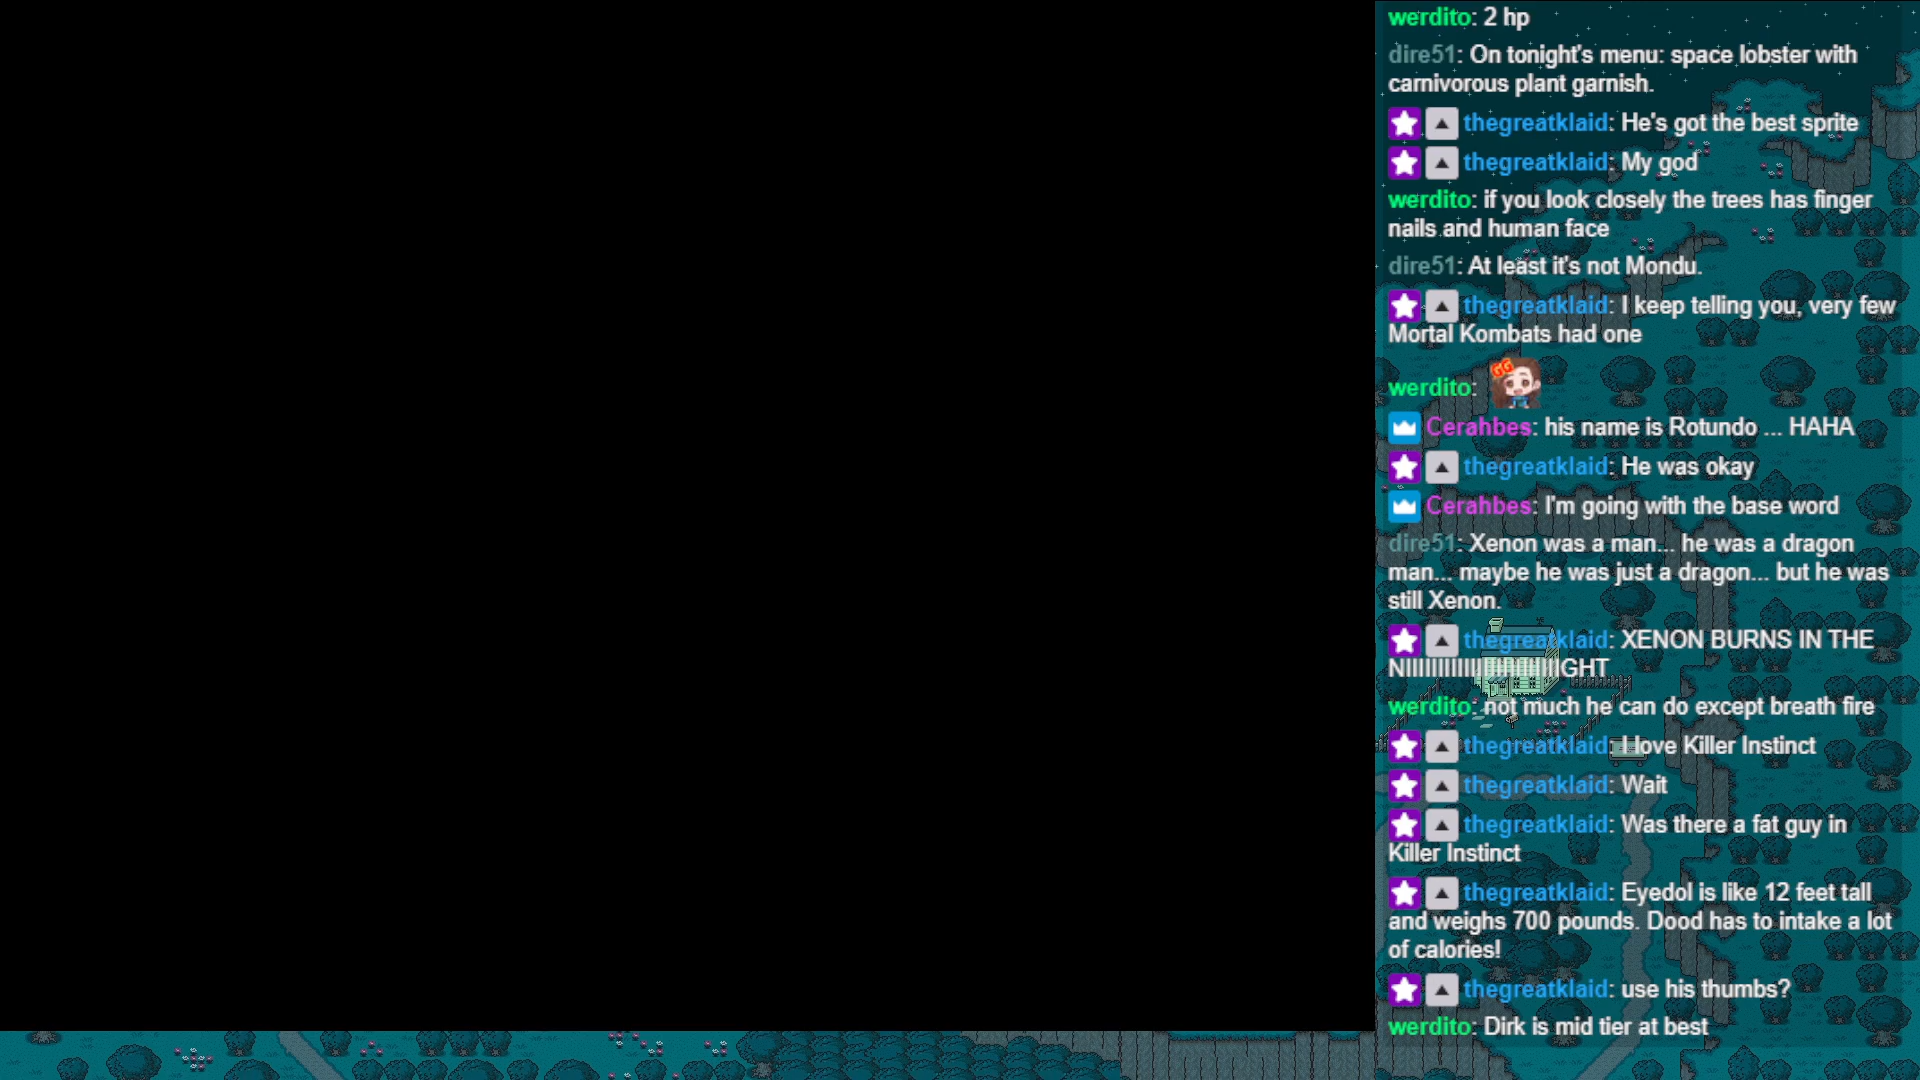 werdito: 2 hp
dire51: On tonight's menu: space lobster with
carnivorous plant garnish.
thegreatklaid: He's got the best sprite
thegreatklaid: My god
werdito: if you look closely the trees has finger
nails and human face
dire51: At least it's not Mondu.
thegreatklaid: I keep telling you, very few
Mortal Kombats had one
werdito: GG
Cerahbes: his name is Rotundo ... HAHA
thegreatklaid: He was okay
Cerahbes: I'm going with the base word
dire51: Xenon was a man... he was a dragon
man... maybe he was just a dragon... but he was
still Xenon.
thegreatklaid: XENON BURNS IN THE
NIIIIIIIIIIIIIIIIIIIIIIIIIIGHT
werdito: not much he can do except breath fire
thegreatklaid: I love Killer Instinct
thegreatklaid: Wait
thegreatklaid: Was there a fat guy in
Killer Instinct
thegreatklaid: Eyedol is like 12 feet tall
and weighs 700 pounds. Dood has to intake a lot
of calories!
thegreatklaid: use his thumbs?
werdito: Dirk is mid tier at best